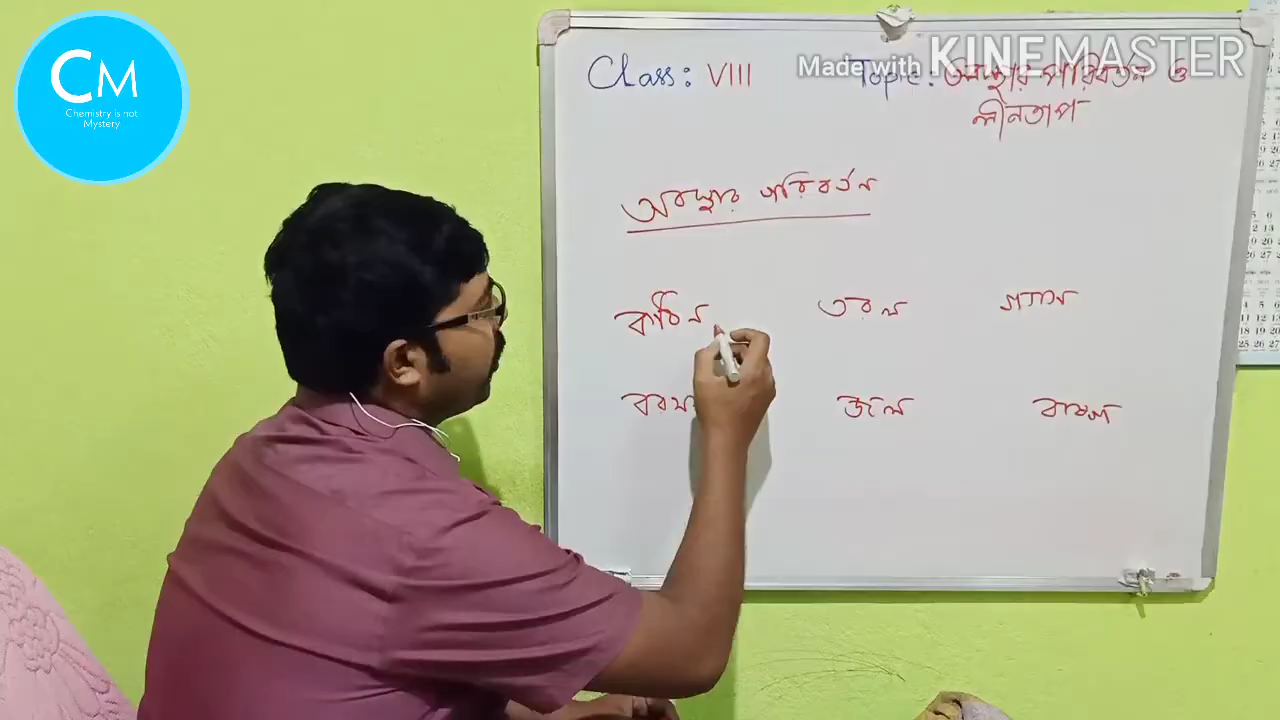 CM
Chemistry is not
Mystery
Made with KINEMASTER
Class: VIII Topic: অবস্থার পরিবর্তন ও
লীনতাপ
অবস্থার পরিবর্তন
কঠিন তরল গ্যাস
বরফ জল বাষ্প